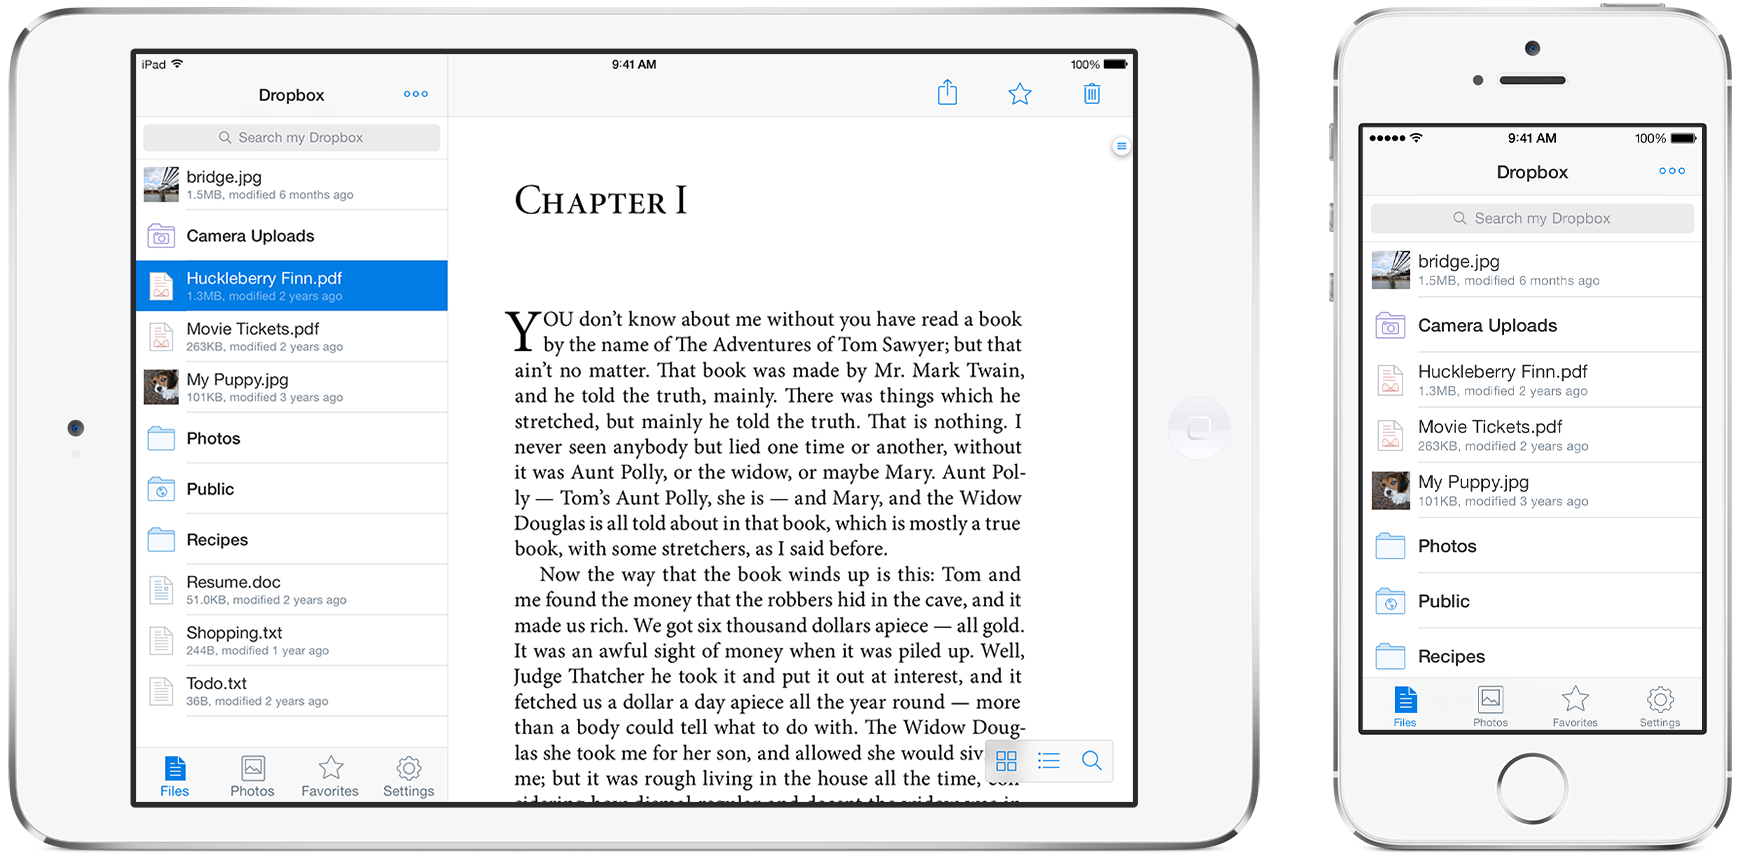 iPad
9:41 AM
100%
Dropbox
Search my Dropbox
bridge.jpg
1.5MB, modified 6 months ago
Camera Uploads
Huckleberry Finn.pdf
1.3MB, modified 2 years ago
Movie Tickets.pdf
263KB, modified 2 years ago
My Puppy.jpg
101KB, modified 3 years ago
Photos
Public
Recipes
Resume.doc
51.0KB, modified 2 years ago
Shopping.txt
244B, modified 1 year ago
Todo.txt
36B, modified 2 years ago
Files
Photos
Favorites
Settings
CHAPTER I
YOU don't know about me without you have read a book
by the name of The Adventures of Tom Sawyer; but that
ain't no matter. That book was made by Mr. Mark Twain,
and he told the truth, mainly. There was things which he
stretched, but mainly he told the truth. That is nothing. I
never seen anybody but lied one time or another, without
it was Aunt Polly, or the widow, or maybe Mary. Aunt Pol-
ly — Tom's Aunt Polly, she is — and Mary, and the Widow
Douglas is all told about in that book, which is mostly a true
book, with some stretchers, as I said before.
Now the way that the book winds up is this: Tom and
me found the money that the robbers hid in the cave, and it
made us rich. We got six thousand dollars apiece — all gold.
It was an awful sight of money when it was piled up. Well,
Judge Thatcher he took it and put it out at interest, and it
fetched us a dollar a day apiece all the year round — more
than a body could tell what to do with. The Widow Doug-
las she took me for her son, and allowed she would siv
me; but it was rough living in the house all the time, con-
sidering how dismal regular and decent the widow was in
9:41 AM
100%
Dropbox
Search my Dropbox
bridge.jpg
1.5MB, modified 6 months ago
Camera Uploads
Huckleberry Finn.pdf
1.3MB, modified 2 years ago
Movie Tickets.pdf
263KB, modified 2 years ago
My Puppy.jpg
101KB, modified 3 years ago
Photos
Public
Recipes
Files
Photos
Favorites
Settings